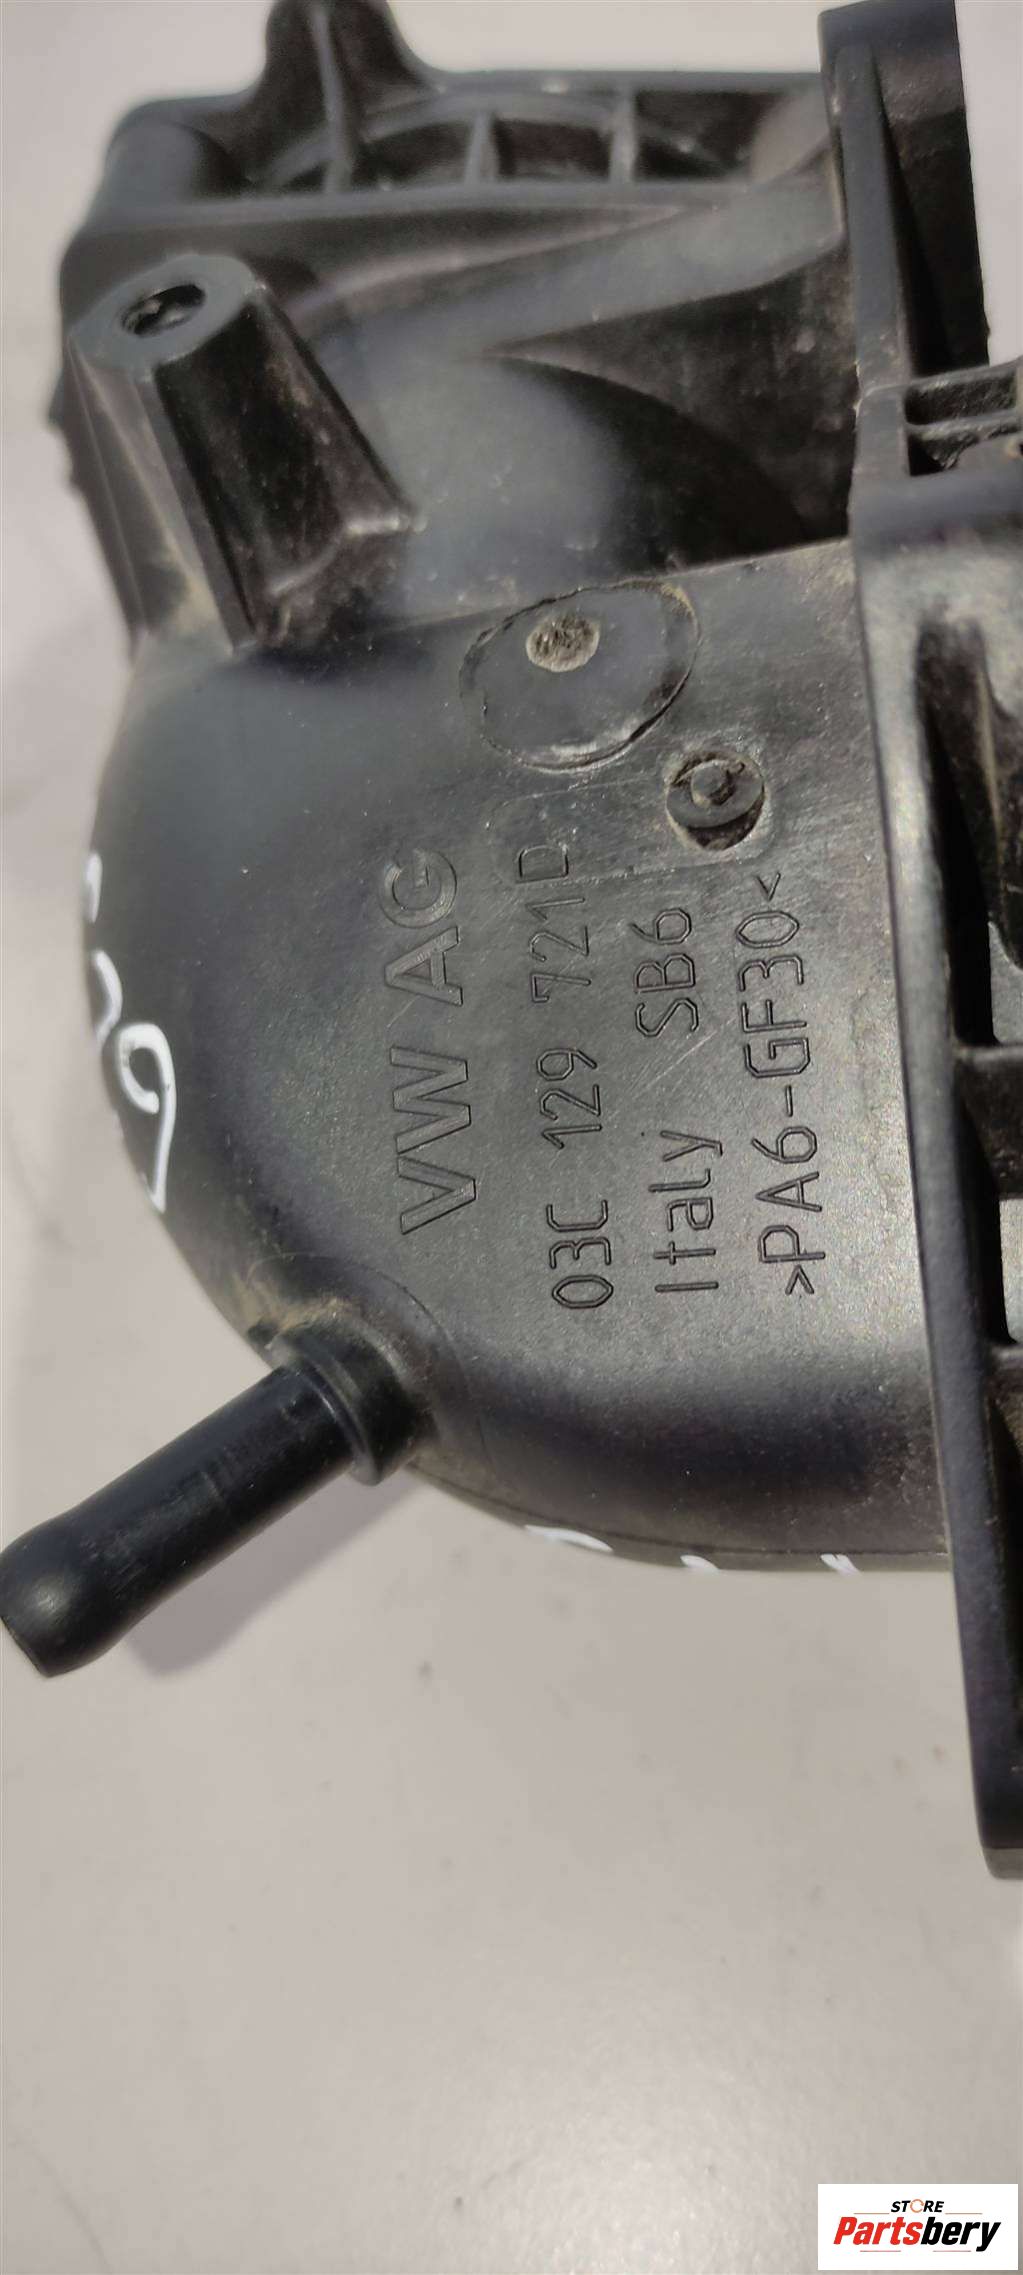 VW AG
03C 129 721D
Italy SB6
>PA6-GF30<
STORE
Partsbery